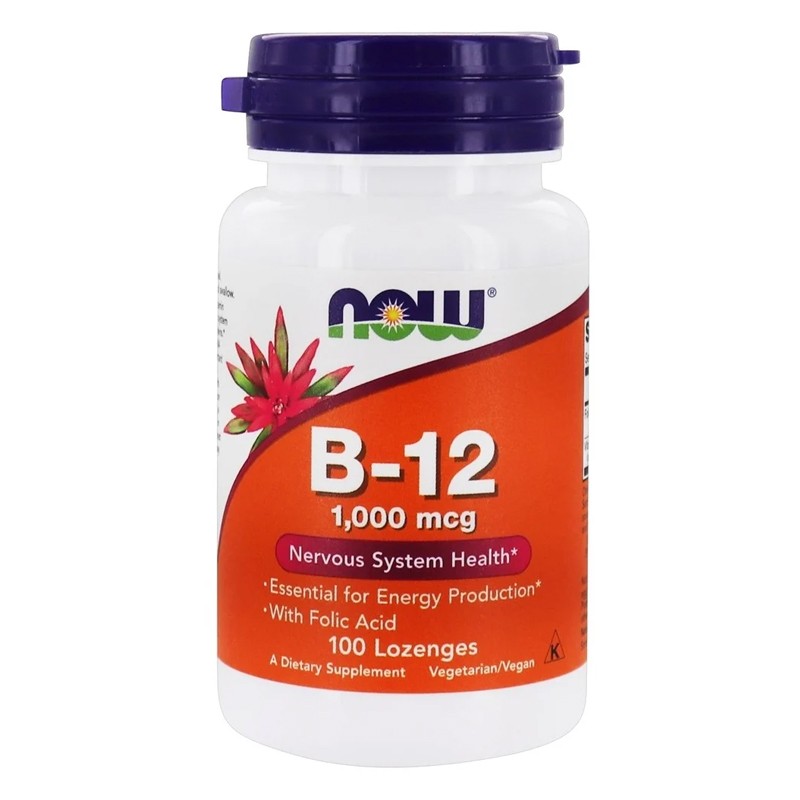 NOW®
B-12
1,000 mcg
Nervous System Health*
•Essential for Energy Production*
•With Folic Acid
100 Lozenges
A Dietary Supplement Vegetarian/Vegan
K
swallow.